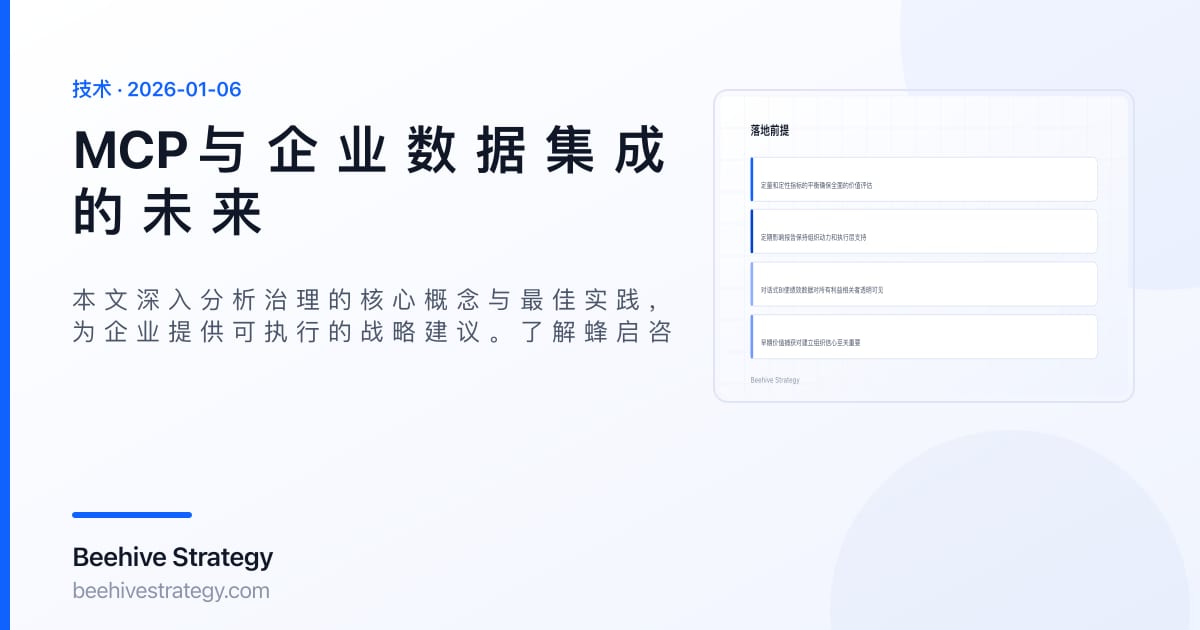 技术 · 2026-01-06
MCP与企业数据集成
的未来
本文深入分析治理的核心概念与最佳实践，
为企业提供可执行的战略建议。了解蜂启咨
落地前提
定量和定性指标的平衡确保全面的价值评估
定期影响报告保持组织动力和执行层支持
对话式BI使绩效数据对所有利益相关者透明可见
早期价值捕获对建立组织信心至关重要
Beehive Strategy
Beehive Strategy
beehivestrategy.com